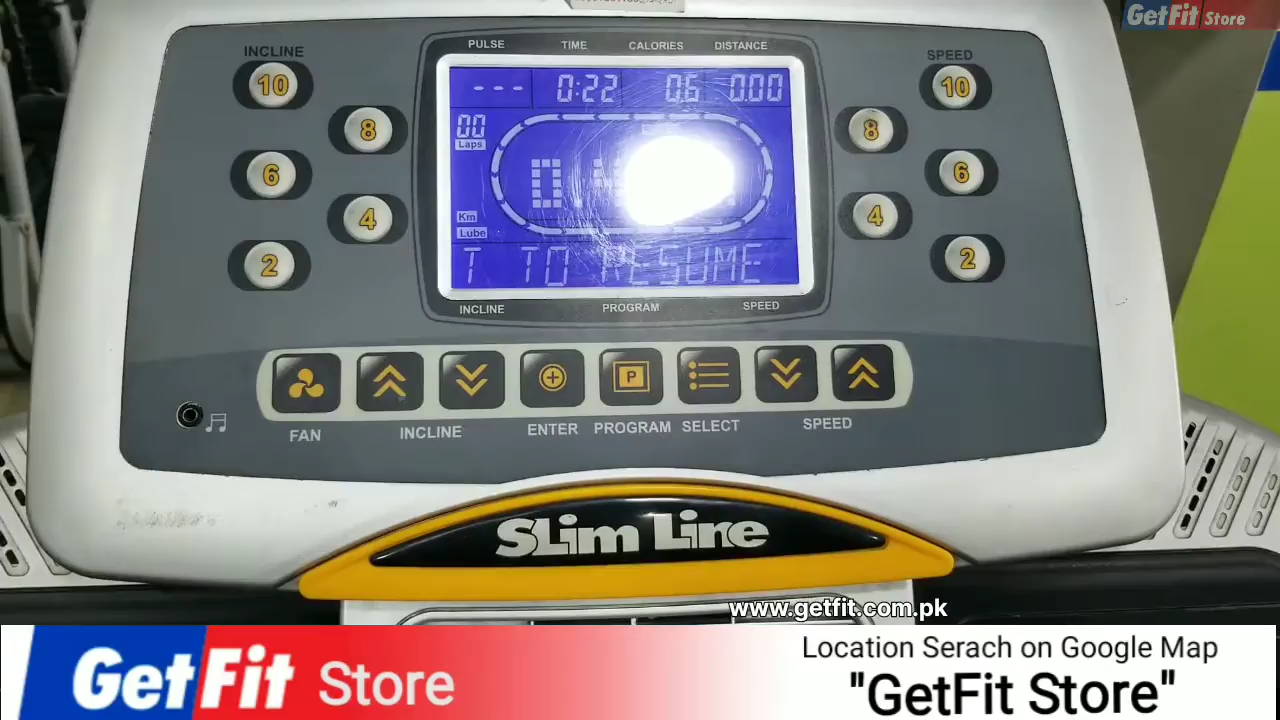 GetFit Store
PULSE TIME CALORIES DISTANCE
INCLINE
SPEED
--- 0:22 06 0.00
10 10
00
Laps
8 8
6 6
4 4
Km
Lube
2 2
T TO RESUME
INCLINE PROGRAM SPEED
P
FAN INCLINE ENTER PROGRAM SELECT SPEED
SLim Line
www.getfit.com.pk
GetFit Store
Location Serach on Google Map
"GetFit Store"